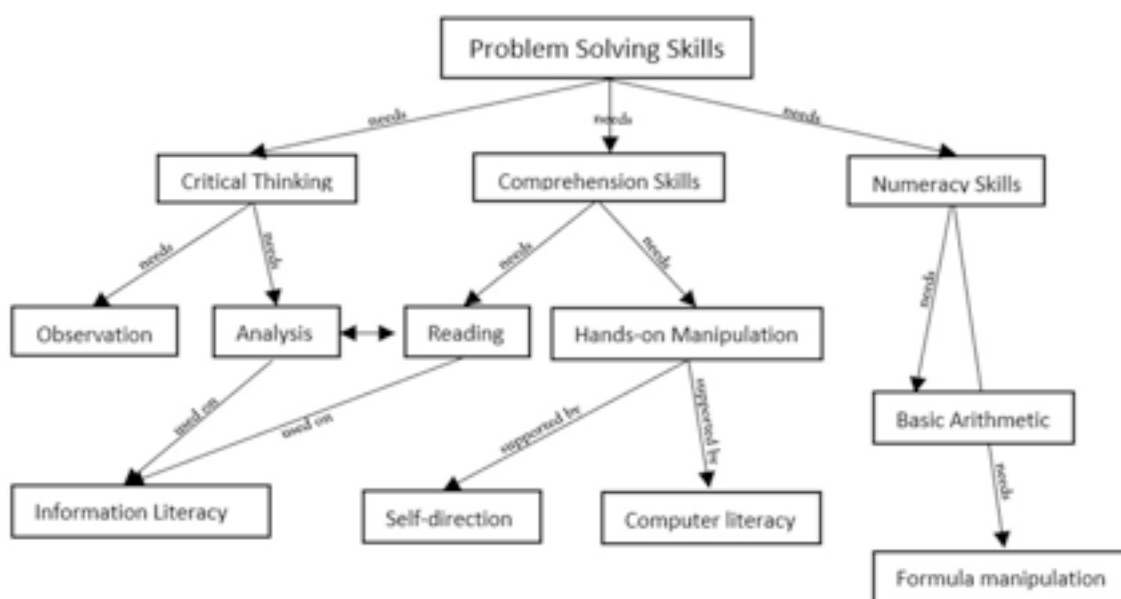 Problem Solving Skills
needs
needs
needs
Critical Thinking
Comprehension Skills
Numeracy Skills
needs
needs
needs
needs
needs
Observation
Analysis
Reading
Hands-on Manipulation
used on
used on
supported by
supported by
Basic Arithmetic
needs
Information Literacy
Self-direction
Computer literacy
Formula manipulation